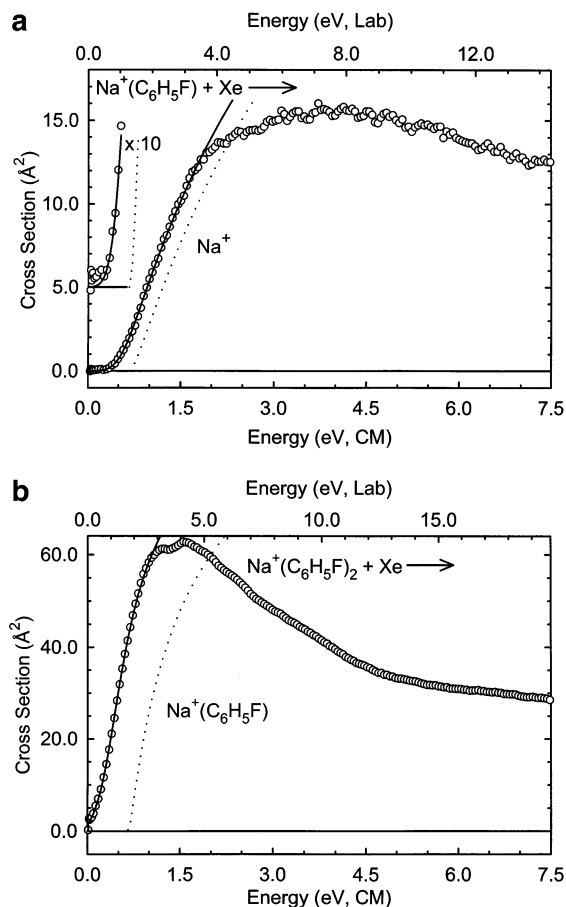 a
Energy (eV, Lab)
0.0 4.0 8.0 12.0
Na⁺(C₆H₅F) + Xe
x 10
Na⁺
15.0
10.0
5.0
0.0
Cross Section (Å²)
0.0 1.5 3.0 4.5 6.0 7.5
Energy (eV, CM)
b
Energy (eV, Lab)
0.0 5.0 10.0 15.0
Na⁺(C₆H₅F)₂ + Xe
Na⁺(C₆H₅F)
60.0
40.0
20.0
0.0
Cross Section (Å²)
0.0 1.5 3.0 4.5 6.0 7.5
Energy (eV, CM)